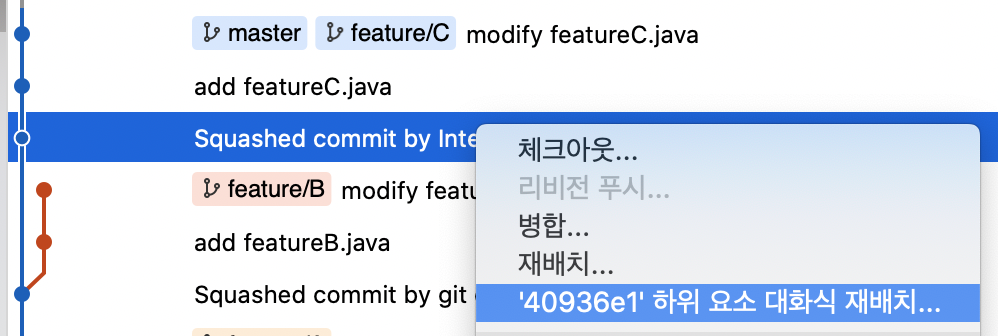 master feature/C modify featureC.java
add featureC.java
Squashed commit by
체크아웃...
리비전 푸시...
feature/B modify
병합...
add featureB.java
재배치...
Squashed commit by git
'40936e1' 하위 요소 대화식 재배치...